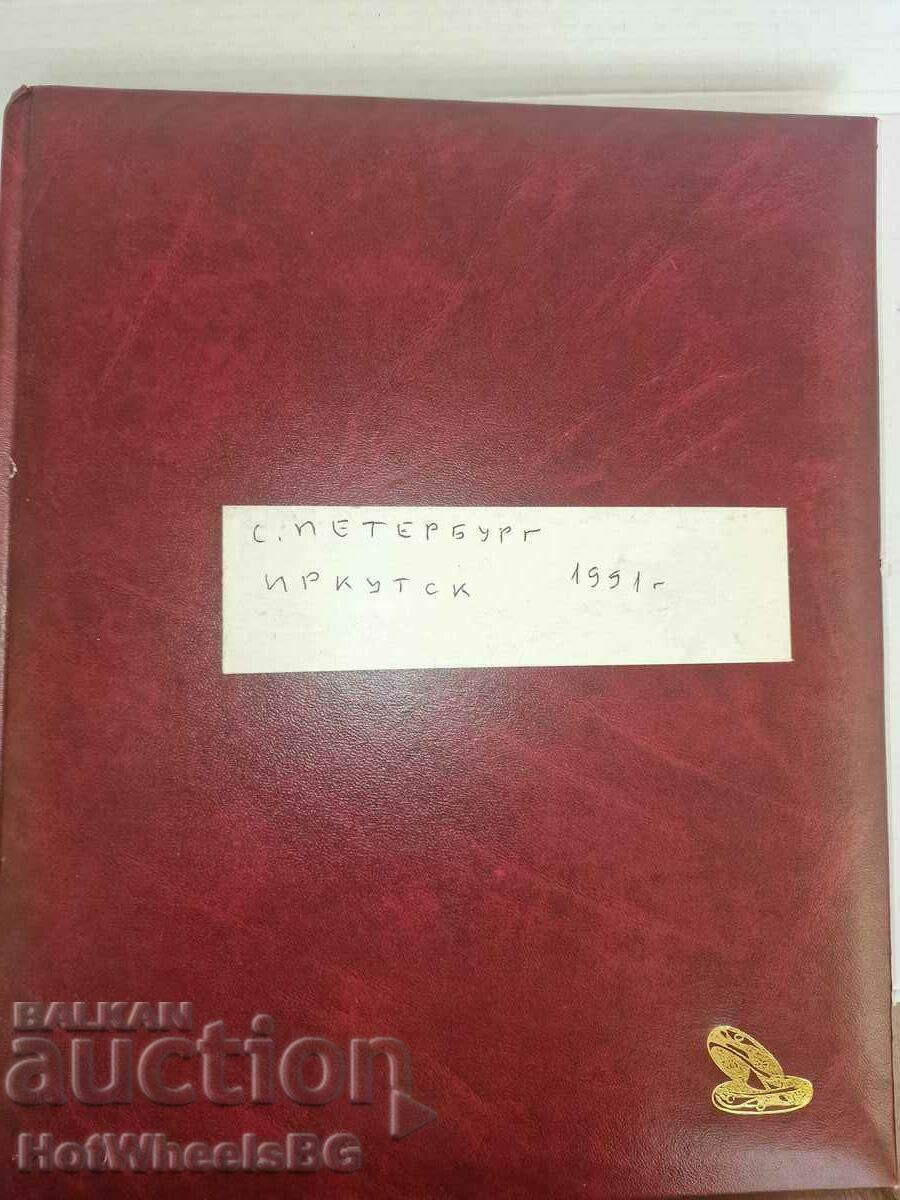 С. ПЕТЕРБУРГ
ИРКУТСК 1991г
BALKAN
auction
HotWheelsBG